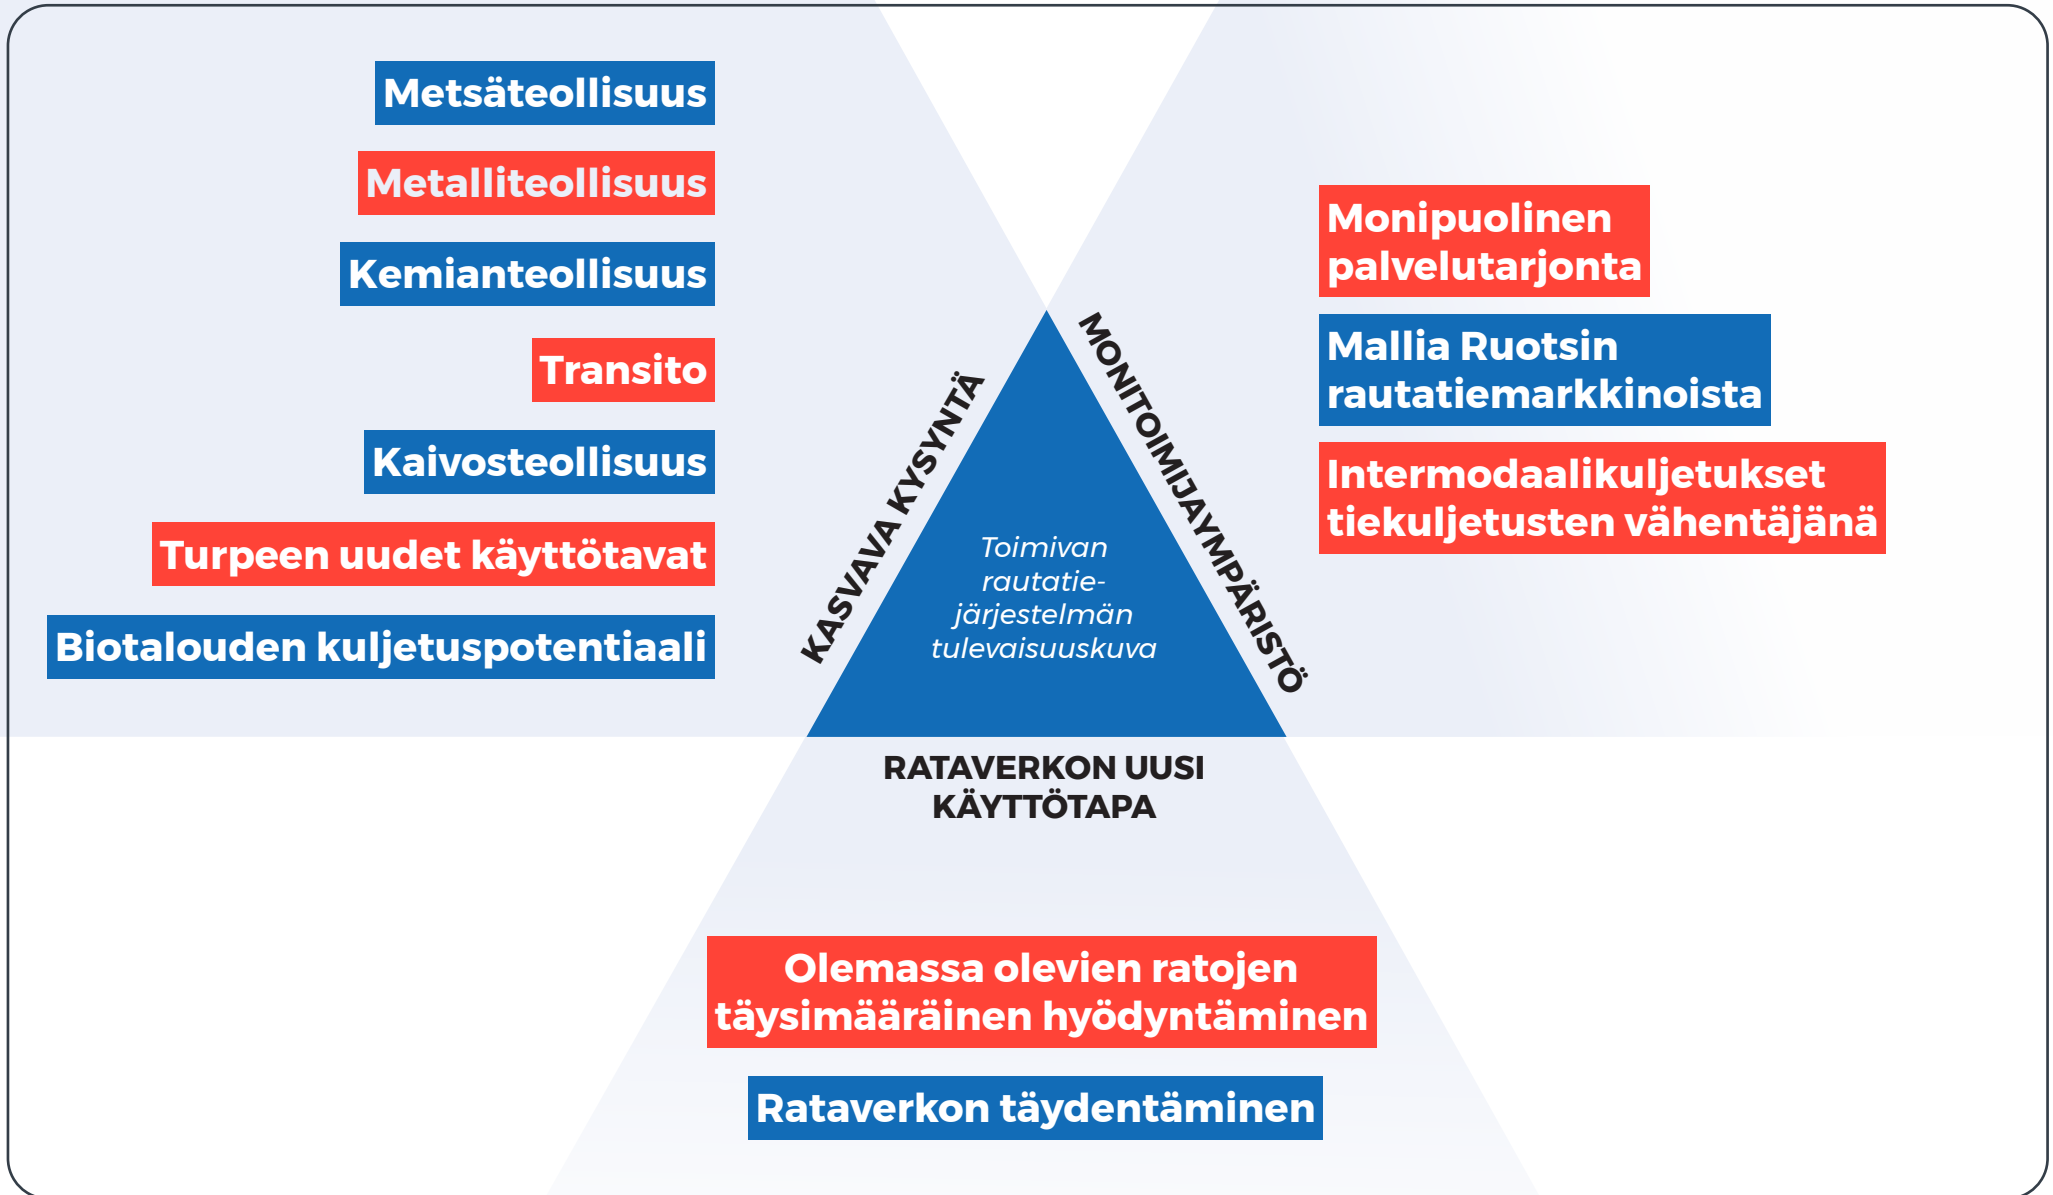 Metsäteollisuus
Metalliteollisuus
Kemianteollisuus
Transito
Kaivosteollisuus
Turpeen uudet käyttötavat
Biotalouden kuljetuspotentiaali
KASVAVA KYSYNTÄ
Toimivan
rautatie-
järjestelmän
tulevaisuuskuva
MONITOIMIJAYMPÄRISTÖ
Monipuolinen
palvelutarjonta
Mallia Ruotsin
rautatiemarkkinoista
Intermodaalikuljetukset
tiekuljetusten vähentäjänä
RATAVERKON UUSI
KÄYTTÖTAPA
Olemassa olevien ratojen
täysimääräinen hyödyntäminen
Rataverkon täydentäminen